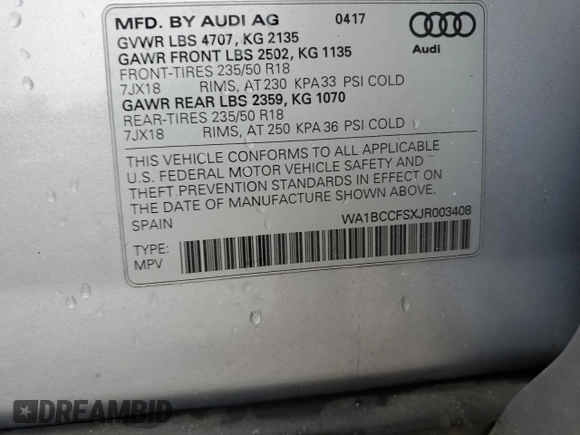 MFD. BY AUDI AG 0417
GVWR LBS 4707, KG 2135
GAWR FRONT LBS 2502, KG 1135
Audi
FRONT-TIRES 235/50 R18
7JX18 RIMS, AT 230 KPA 33 PSI COLD
GAWR REAR LBS 2359, KG 1070
REAR-TIRES 235/50 R18
7JX18 RIMS, AT 250 KPA 36 PSI COLD
THIS VEHICLE CONFORMS TO ALL APPLICABLE
U.S. FEDERAL MOTOR VEHICLE SAFETY AND
THEFT PREVENTION STANDARDS IN EFFECT ON
THE DATE OF MANUFACTURE SHOWN ABOVE.
SPAIN WA1BCCFSXJR003408
TYPE:
MPV
DREAMBID